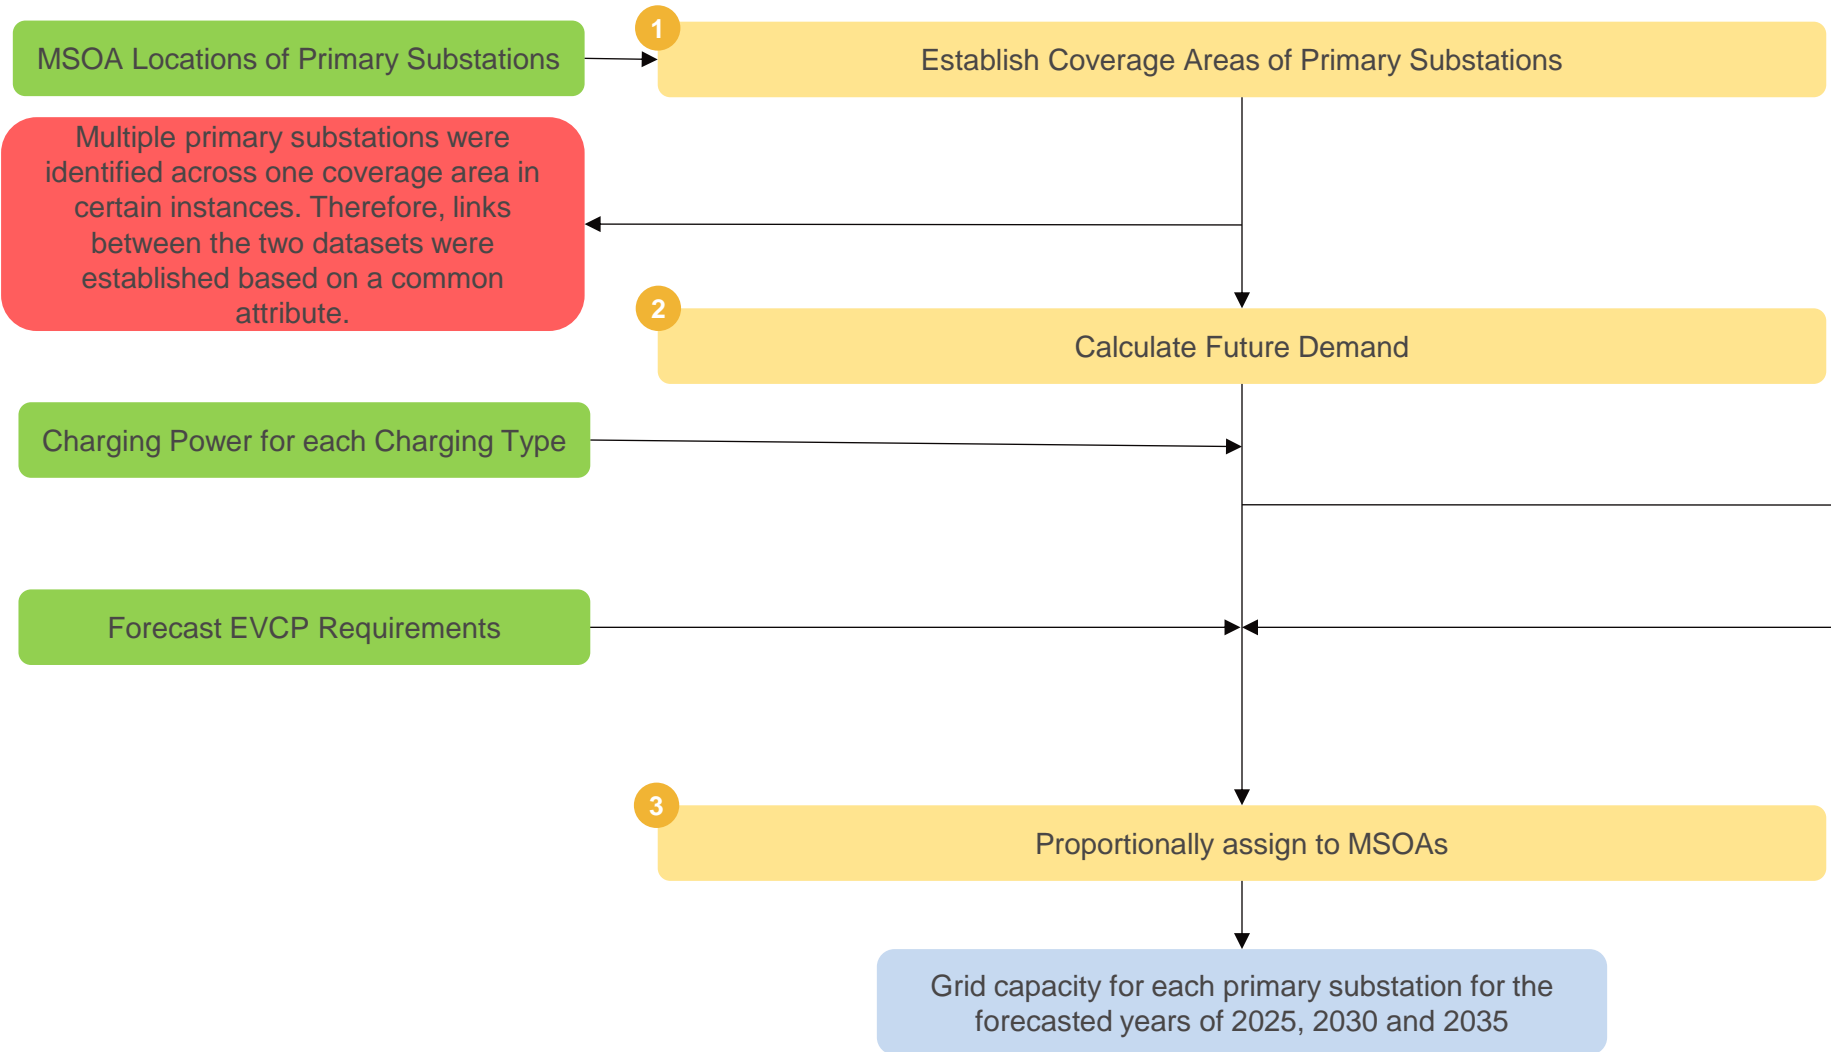 1
MSOA Locations of Primary Substations
Establish Coverage Areas of Primary Substations
Multiple primary substations were
identified across one coverage area in
certain instances. Therefore, links
between the two datasets were
established based on a common
attribute.
2
Calculate Future Demand
Charging Power for each Charging Type
Forecast EVCP Requirements
3
Proportionally assign to MSOAs
Grid capacity for each primary substation for the
forecasted years of 2025, 2030 and 2035